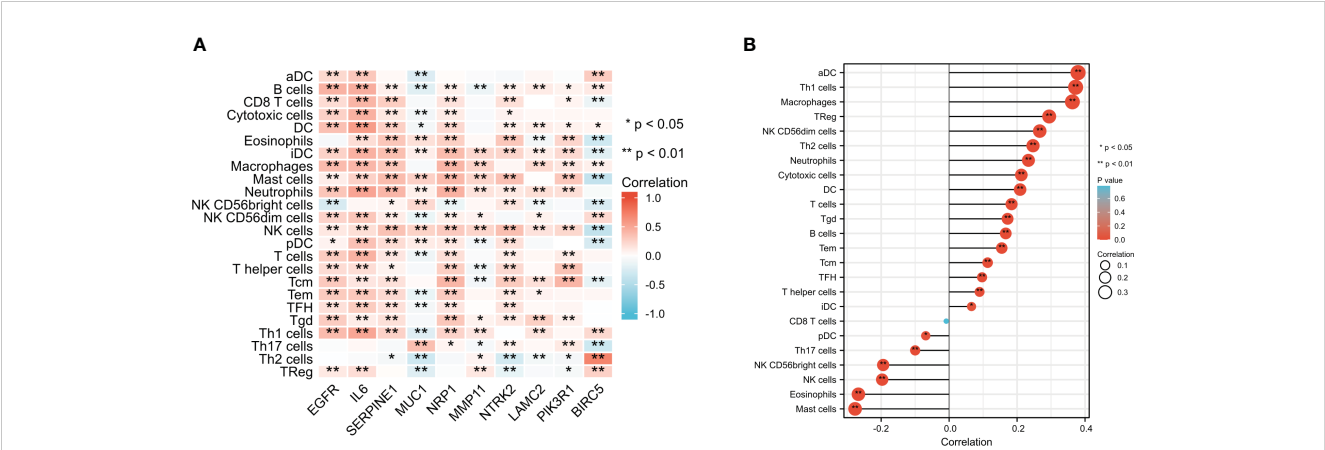 A
aDC
B cells
CD8 T cells
Cytotoxic cells
DC
Eosinophils
iDC
Macrophages
Mast cells
Neutrophils
NK CD56bright cells
NK CD56dim cells
NK cells
pDC
T cells
T helper cells
Tcm
Tem
TFH
Tgd
Th1 cells
Th17 cells
Th2 cells
TReg
EGFR
IL6
SERPINE1
MUC1
NRP1
MMP11
NTRK2
LAMC2
PIK3R1
BIRC5
* p < 0.05
** p < 0.01
Correlation
1.0
0.5
0.0
-0.5
-1.0
B
aDC
Th1 cells
Macrophages
TReg
NK CD56dim cells
Th2 cells
Neutrophils
Cytotoxic cells
DC
T cells
Tgd
B cells
Tem
Tcm
TFH
T helper cells
iDC
CD8 T cells
pDC
Th17 cells
NK CD56bright cells
NK cells
Eosinophils
Mast cells
-0.2
0.0
0.2
0.4
Correlation
* p < 0.05
** p < 0.01
P value
0.6
0.4
0.2
0.0
Correlation
0.1
0.2
0.3